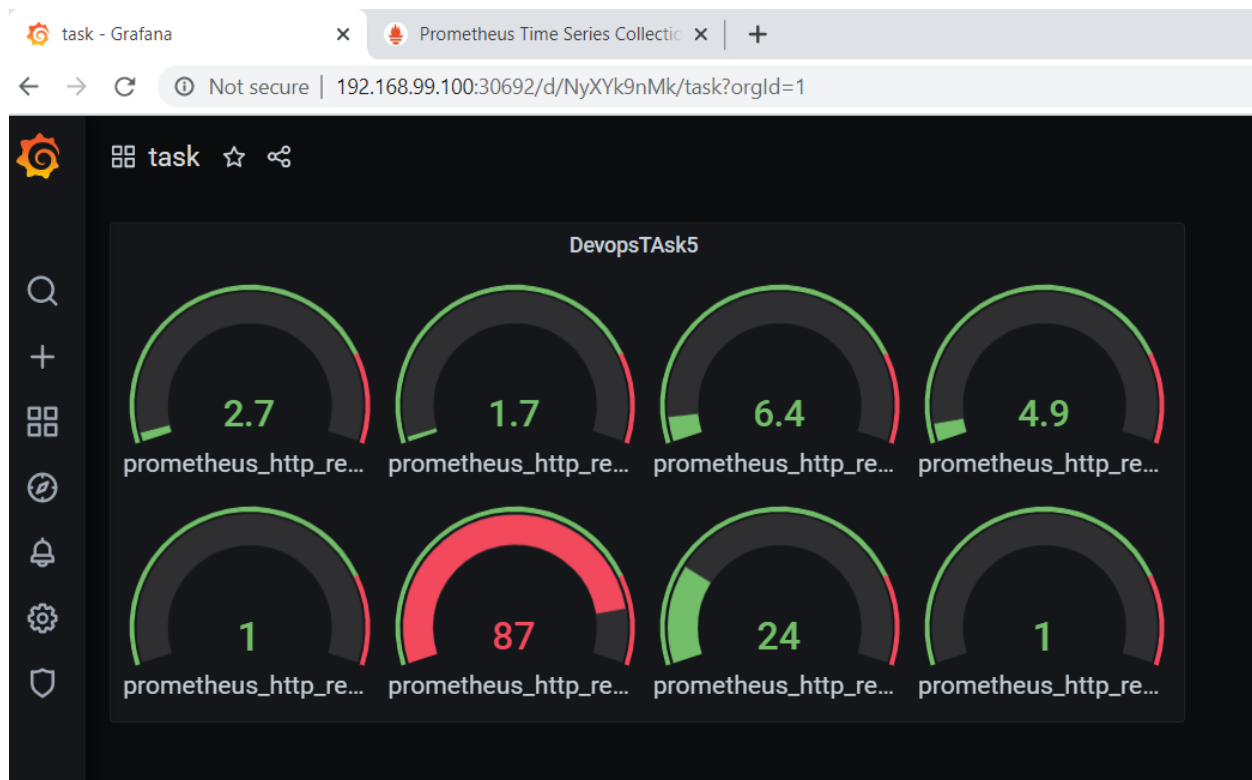 task - Grafana
Prometheus Time Series Collectio
Not secure | 192.168.99.100:30692/d/NyXYk9nMk/task?orgId=1
task
DevopsTAsk5
2.7 1.7 6.4 4.9
prometheus_http_re... prometheus_http_re... prometheus_http_re... prometheus_http_re...
1 87 24 1
prometheus_http_re... prometheus_http_re... prometheus_http_re... prometheus_http_re...